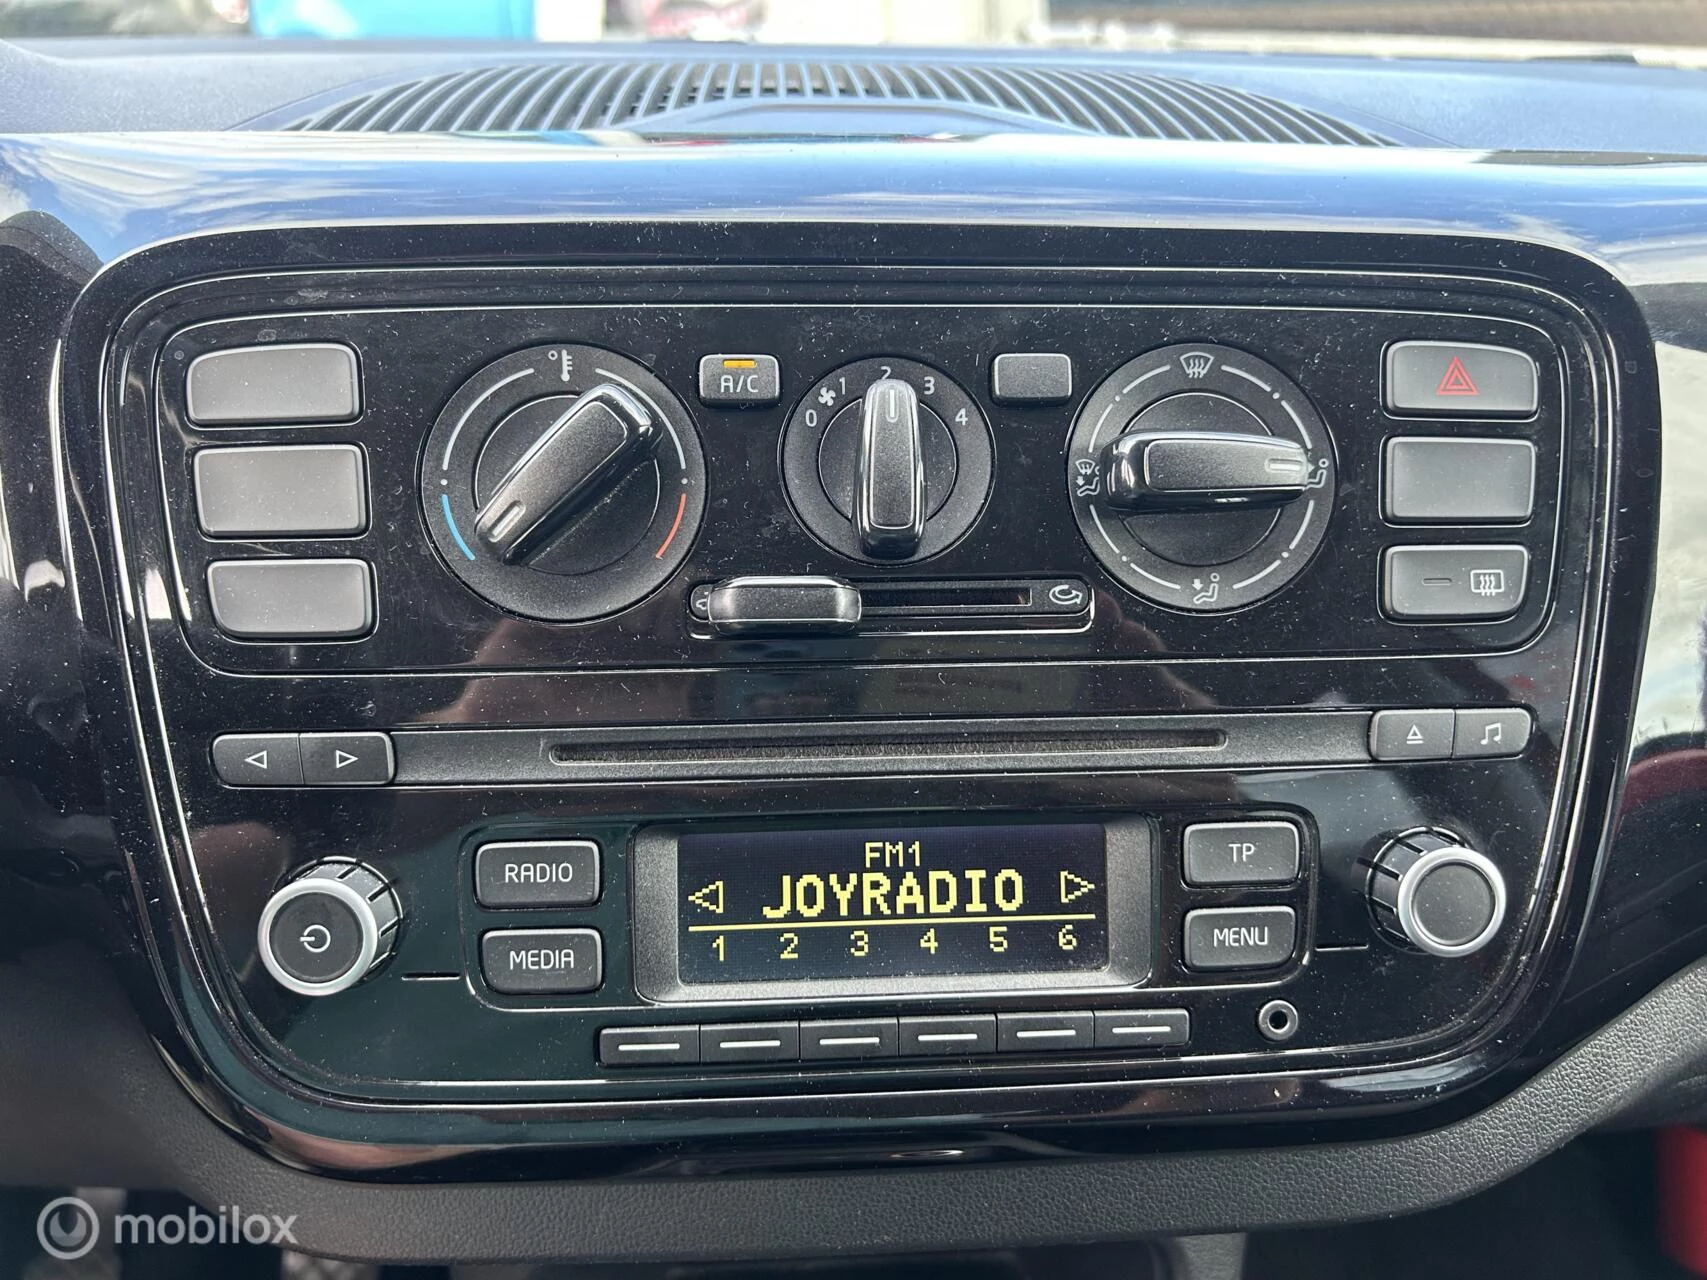 A/C
0 1 2 3 4
RADIO
MEDIA
FM1
JOYRADIO
1 2 3 4 5 6
TP
MENU
mobilox